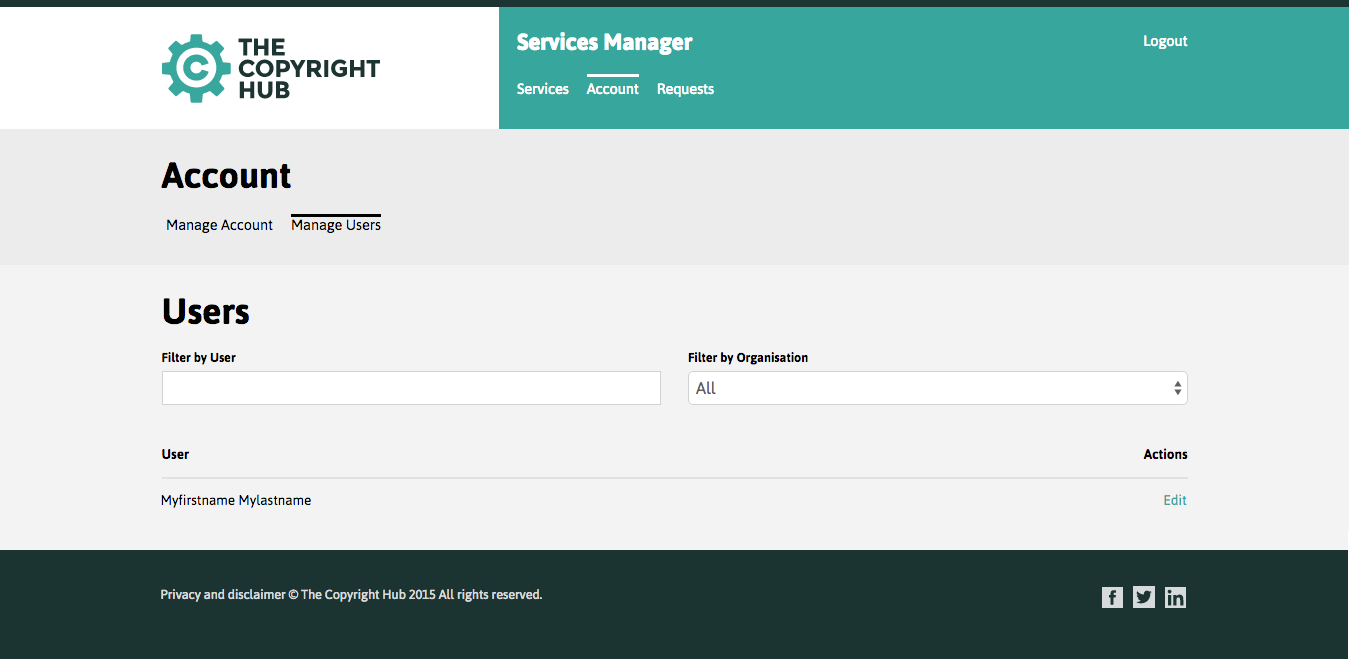 THE
COPYRIGHT
HUB
Services Manager
Logout
Services Account Requests
Account
Manage Account Manage Users
Users
Filter by User Filter by Organisation
All
User Actions
Myfirstname Mylastname Edit
Privacy and disclaimer © The Copyright Hub 2015 All rights reserved.